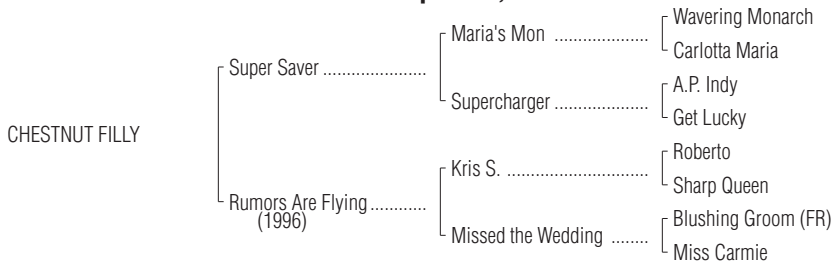 Wavering Monarch
Maria's Mon ....................
Carlotta Maria
Super Saver ......................
A.P. Indy
Supercharger ....................
Get Lucky
CHESTNUT FILLY
Roberto
Kris S. ..............................
Sharp Queen
Rumors Are Flying ............
(1996)
Blushing Groom (FR)
Missed the Wedding ........
Miss Carmie